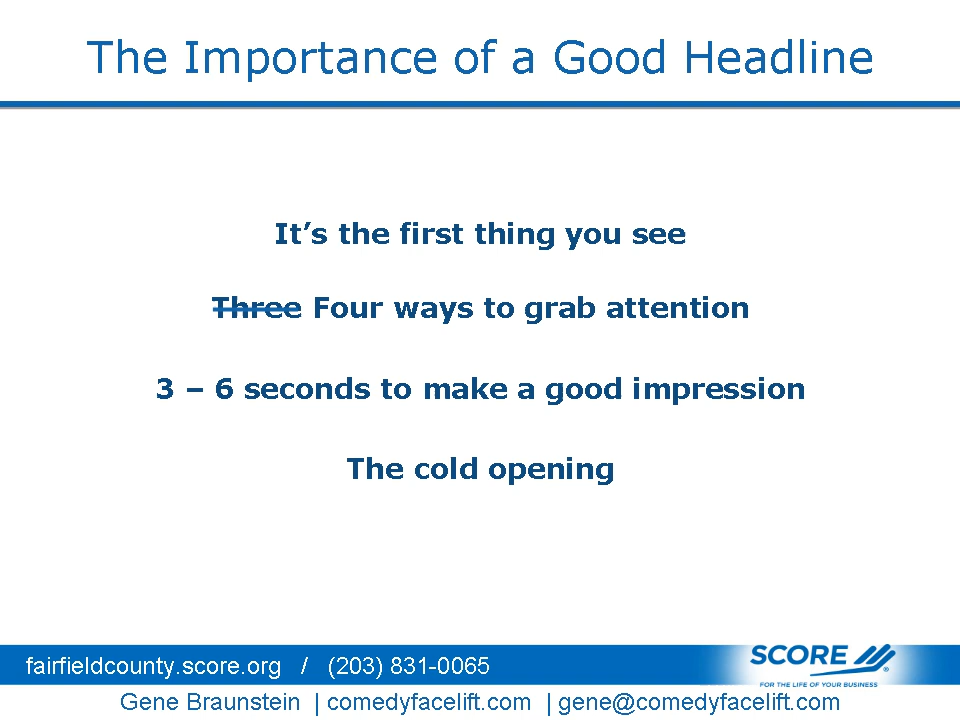 The Importance of a Good Headline
It’s the first thing you see
Three Four ways to grab attention
3 – 6 seconds to make a good impression
The cold opening
fairfieldcounty.score.org / (203) 831-0065
SCORE
FOR THE LIFE OF YOUR BUSINESS
Gene Braunstein | comedyfacelift.com | gene@comedyfacelift.com